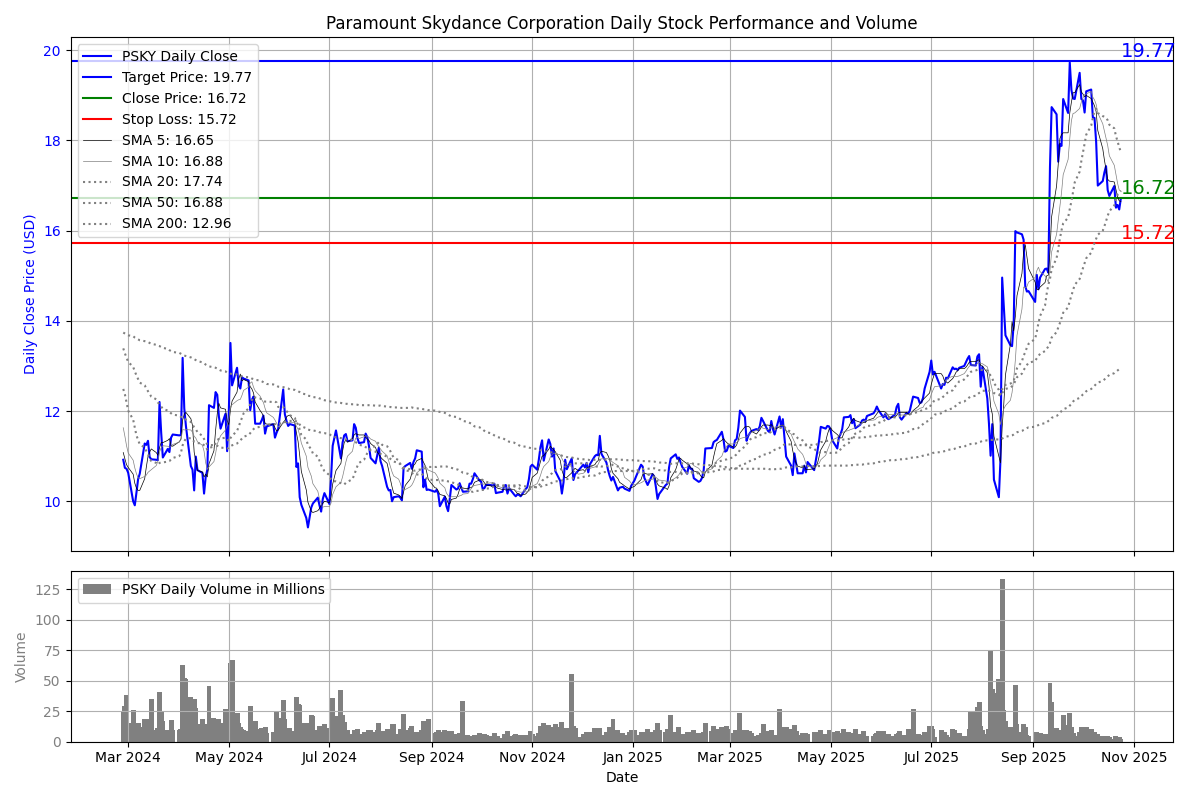 Paramount Skydance Corporation Daily Stock Performance and Volume
Daily Close Price (USD)
20
18
16
14
12
10
PSKY Daily Close
Target Price: 19.77
Close Price: 16.72
Stop Loss: 15.72
SMA 5: 16.65
SMA 10: 16.88
SMA 20: 17.74
SMA 50: 16.88
SMA 200: 12.96
19.77
16.72
15.72
Volume
125
100
75
50
25
0
PSKY Daily Volume in Millions
Mar 2024
May 2024
Jul 2024
Sep 2024
Nov 2024
Jan 2025
Mar 2025
May 2025
Jul 2025
Sep 2025
Nov 2025
Date